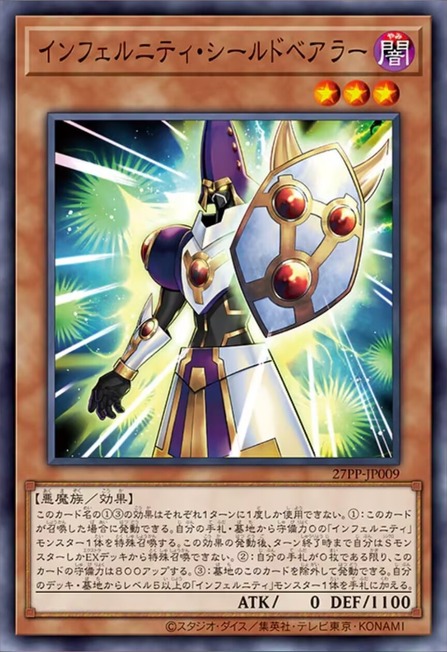 インフェルニティ・シールドベアラー
闇
27PP-JP009
【悪魔族/効果】
このカード名の①③の効果はそれぞれ1ターンに1度しか使用できない。①:このカー
ドが召喚した場合に発動できる。自分の手札・墓地から守備力0の「インフェルニティ」
モンスター1体を特殊召喚する。この効果の発動後、ターン終了時まで自分はSモン
スターしかEXデッキから特殊召喚できない。②:自分の手札が0枚である限り、この
カードの守備力は800アップする。③:墓地のこのカードを除外して発動できる。自分
のデッキ・墓地からレベル5以上の「インフェルニティ」モンスター1体を手札に加える。
ATK/ 0 DEF/1100
©スタジオ・ダイス/集英社・テレビ東京・KONAMI